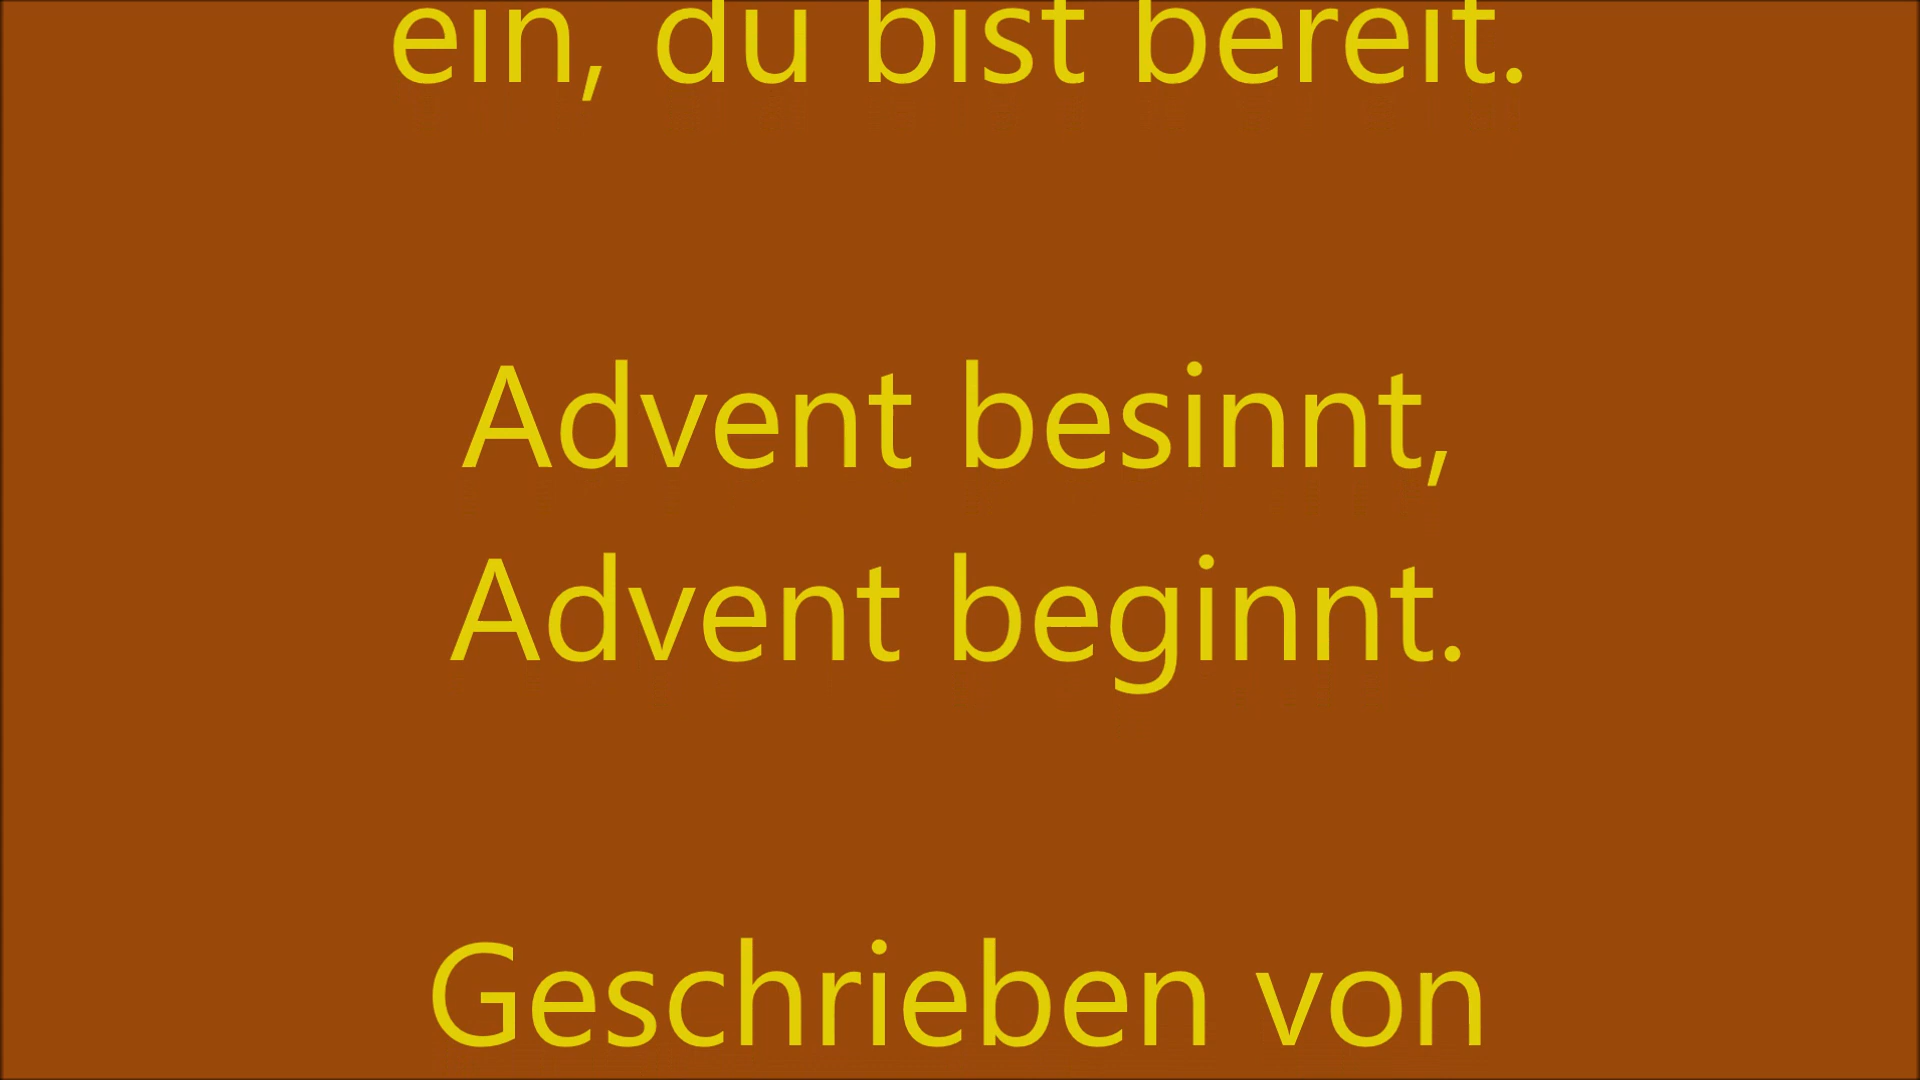 ein, du bist bereit.
Advent besinnt,
Advent beginnt.
Geschrieben von